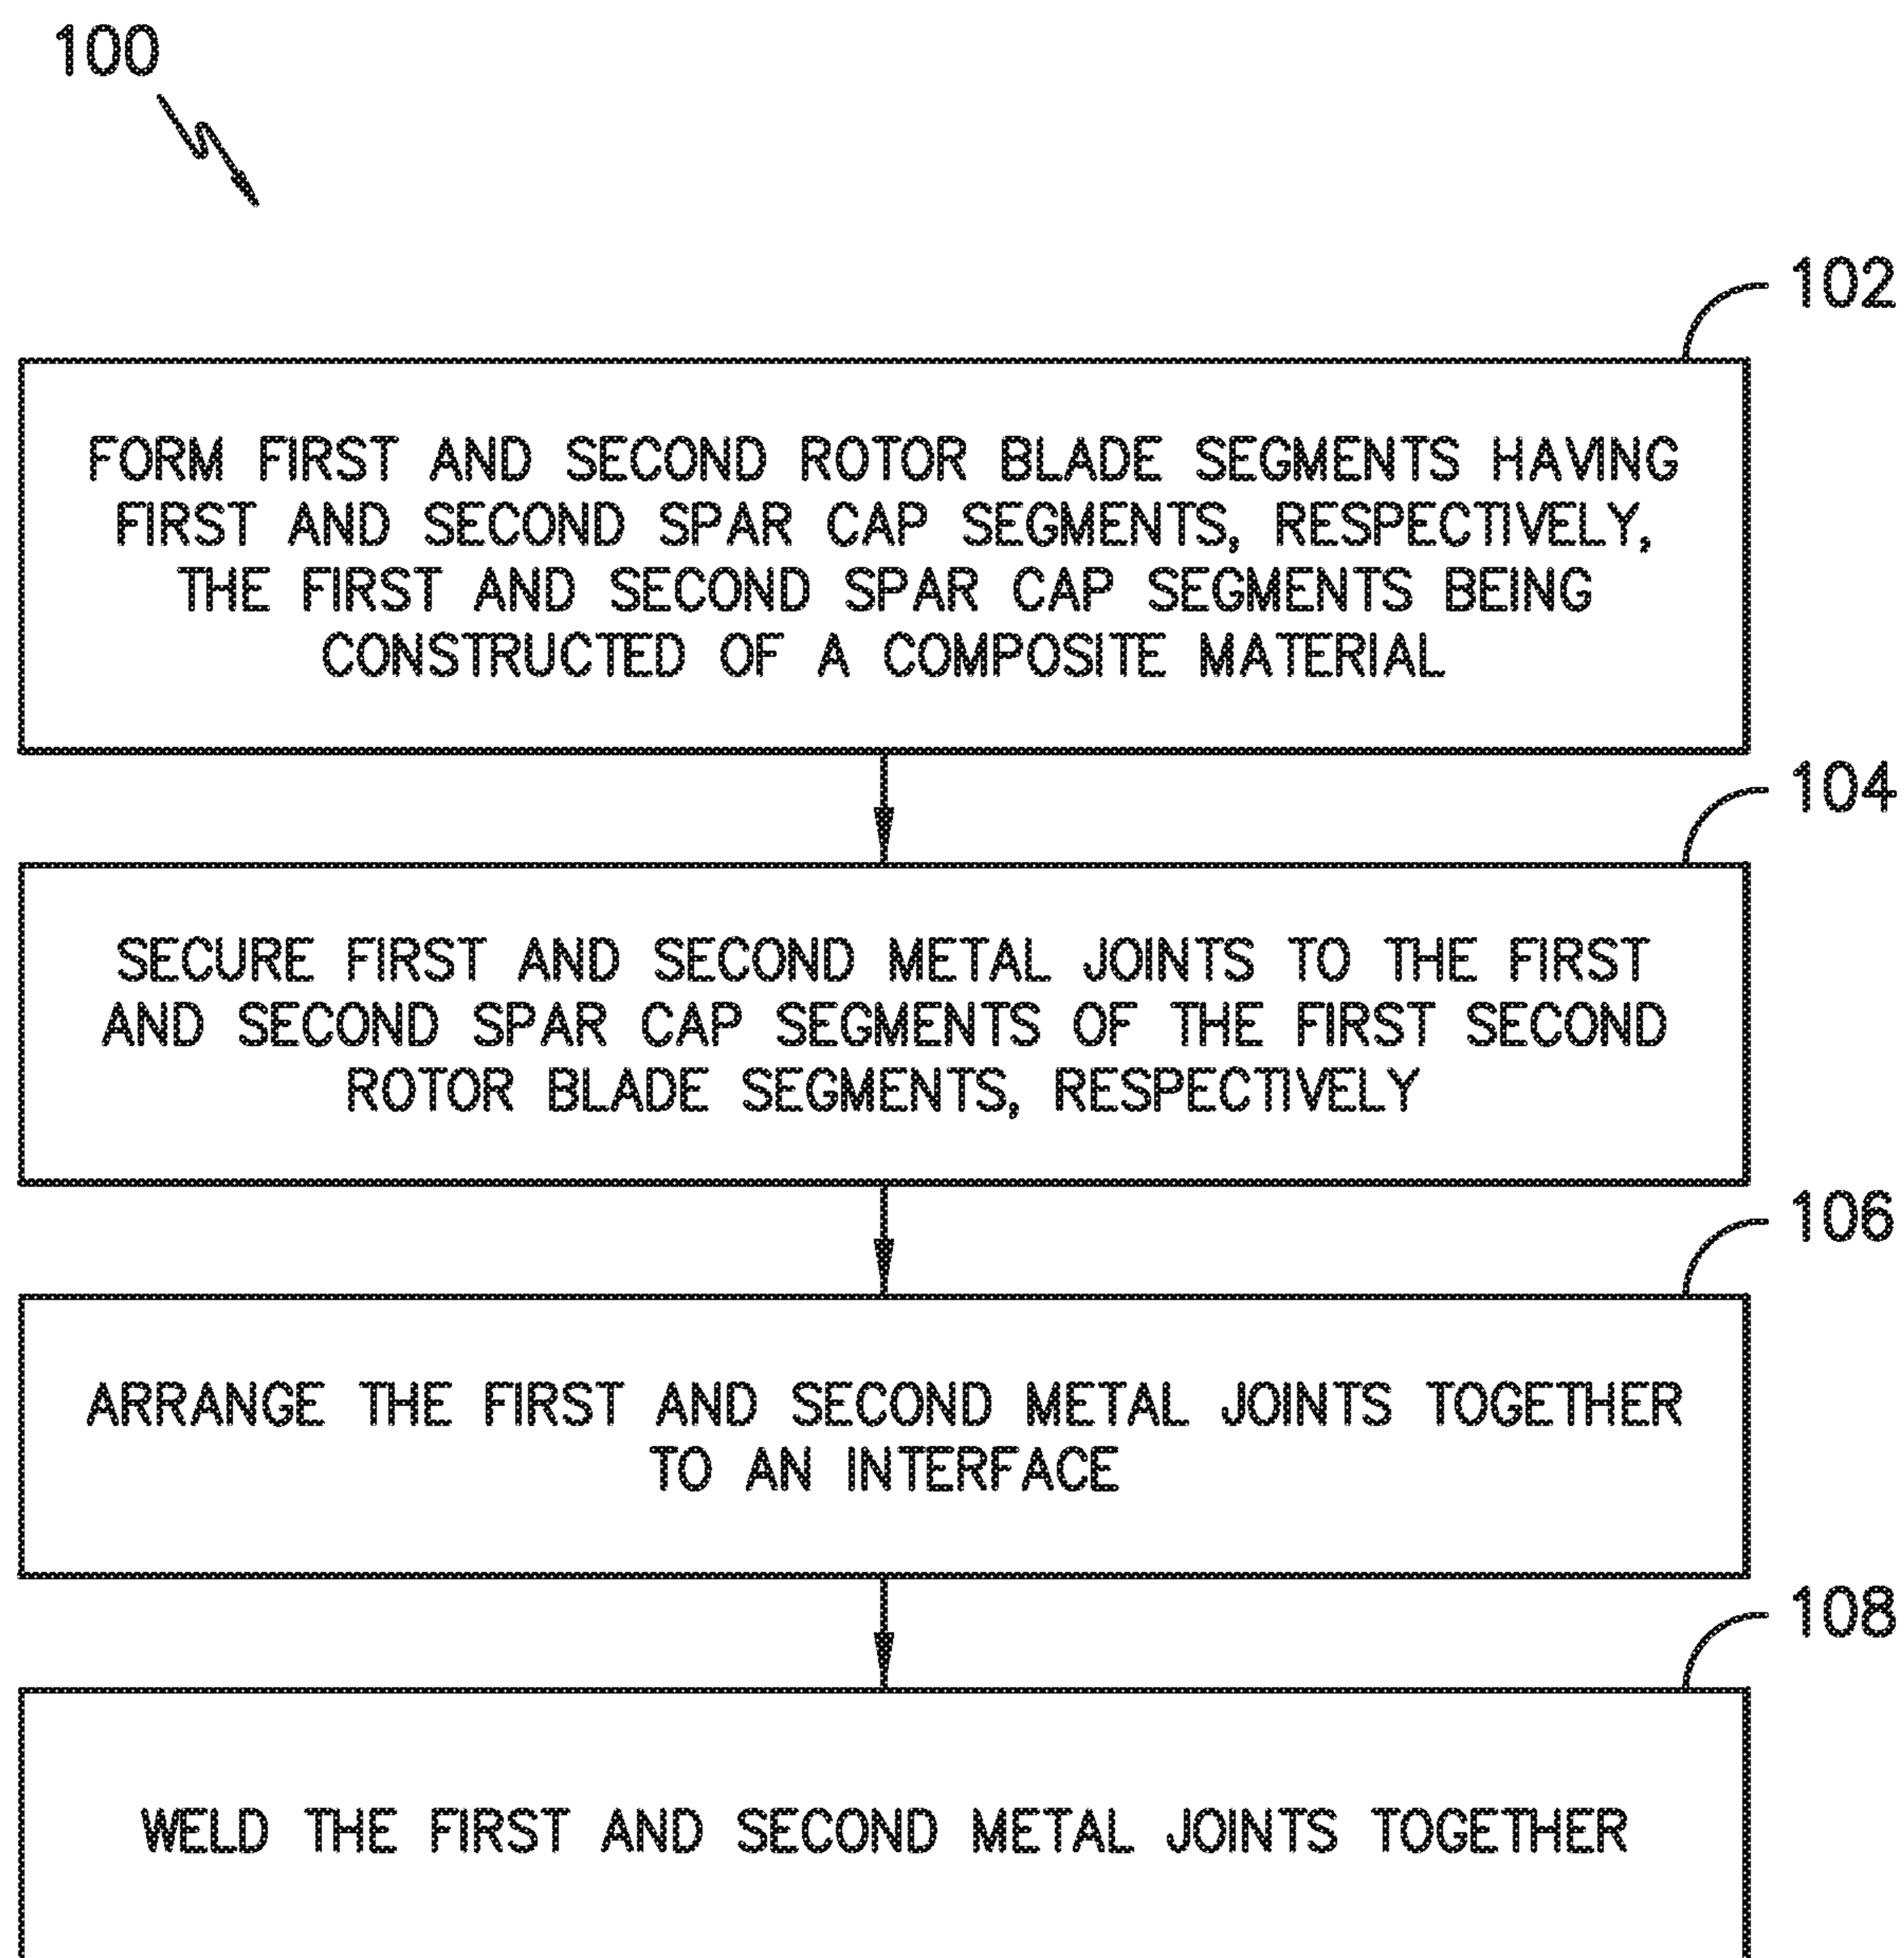 100
102
FORM FIRST AND SECOND ROTOR BLADE SEGMENTS HAVING
FIRST AND SECOND SPAR CAP SEGMENTS, RESPECTIVELY,
THE FIRST AND SECOND SPAR CAP SEGMENTS BEING
CONSTRUCTED OF A COMPOSITE MATERIAL
104
SECURE FIRST AND SECOND METAL JOINTS TO THE FIRST
AND SECOND SPAR CAP SEGMENTS OF THE FIRST SECOND
ROTOR BLADE SEGMENTS, RESPECTIVELY
106
ARRANGE THE FIRST AND SECOND METAL JOINTS TOGETHER
TO AN INTERFACE
108
WELD THE FIRST AND SECOND METAL JOINTS TOGETHER